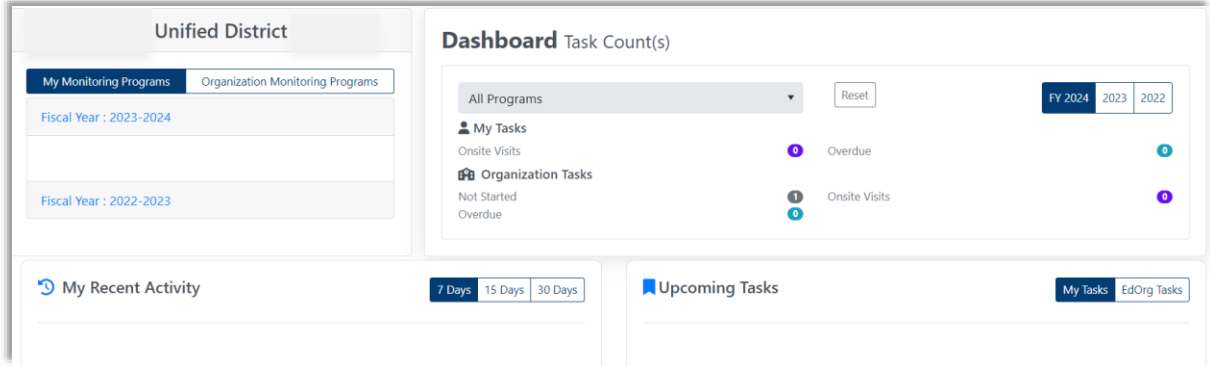 Unified District
My Monitoring Programs Organization Monitoring Programs
Fiscal Year : 2023-2024
Fiscal Year : 2022-2023
Dashboard Task Count(s)
All Programs Reset FY 2024 2023 2022
My Tasks
Onsite Visits 0 Overdue 0
Organization Tasks
Not Started 1 Onsite Visits 0
Overdue 0
My Recent Activity 7 Days 15 Days 30 Days
Upcoming Tasks My Tasks EdOrg Tasks